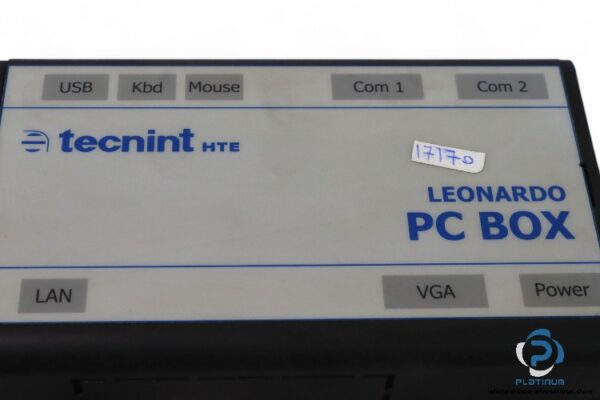 USB Kbd Mouse Com 1 Com 2
tecnint HTE
17170
LEONARDO
PC BOX
LAN VGA Power
PLATINUM